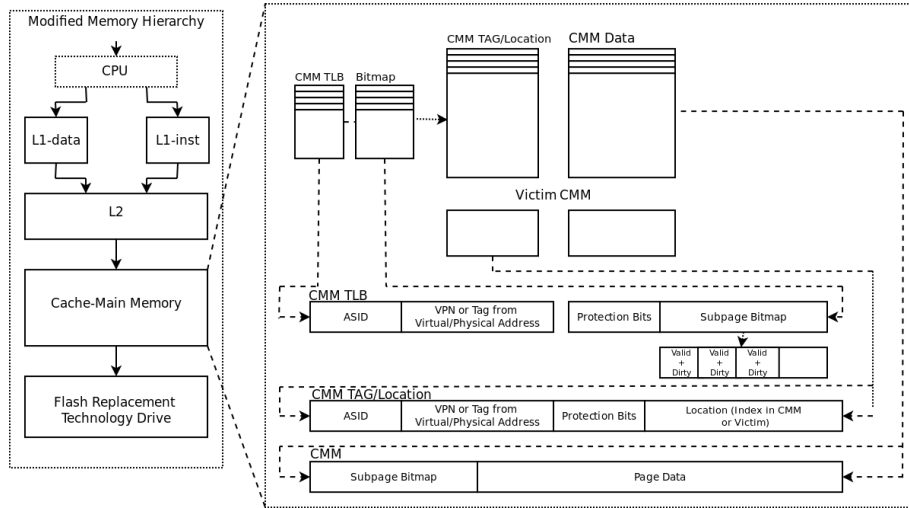 Modified Memory Hierarchy
CPU
L1-data
L1-inst
L2
Cache-Main Memory
Flash Replacement
Technology Drive
CMM TAG/Location
CMM Data
CMM TLB
Bitmap
Victim CMM
CMM TLB
ASID
VPN or Tag from
Virtual/Physical Address
Protection Bits
Subpage Bitmap
Valid
+
Dirty
Valid
+
Dirty
Valid
+
Dirty
CMM TAG/Location
ASID
VPN or Tag from
Virtual/Physical Address
Protection Bits
Location (Index in CMM
or Victim)
CMM
Subpage Bitmap
Page Data